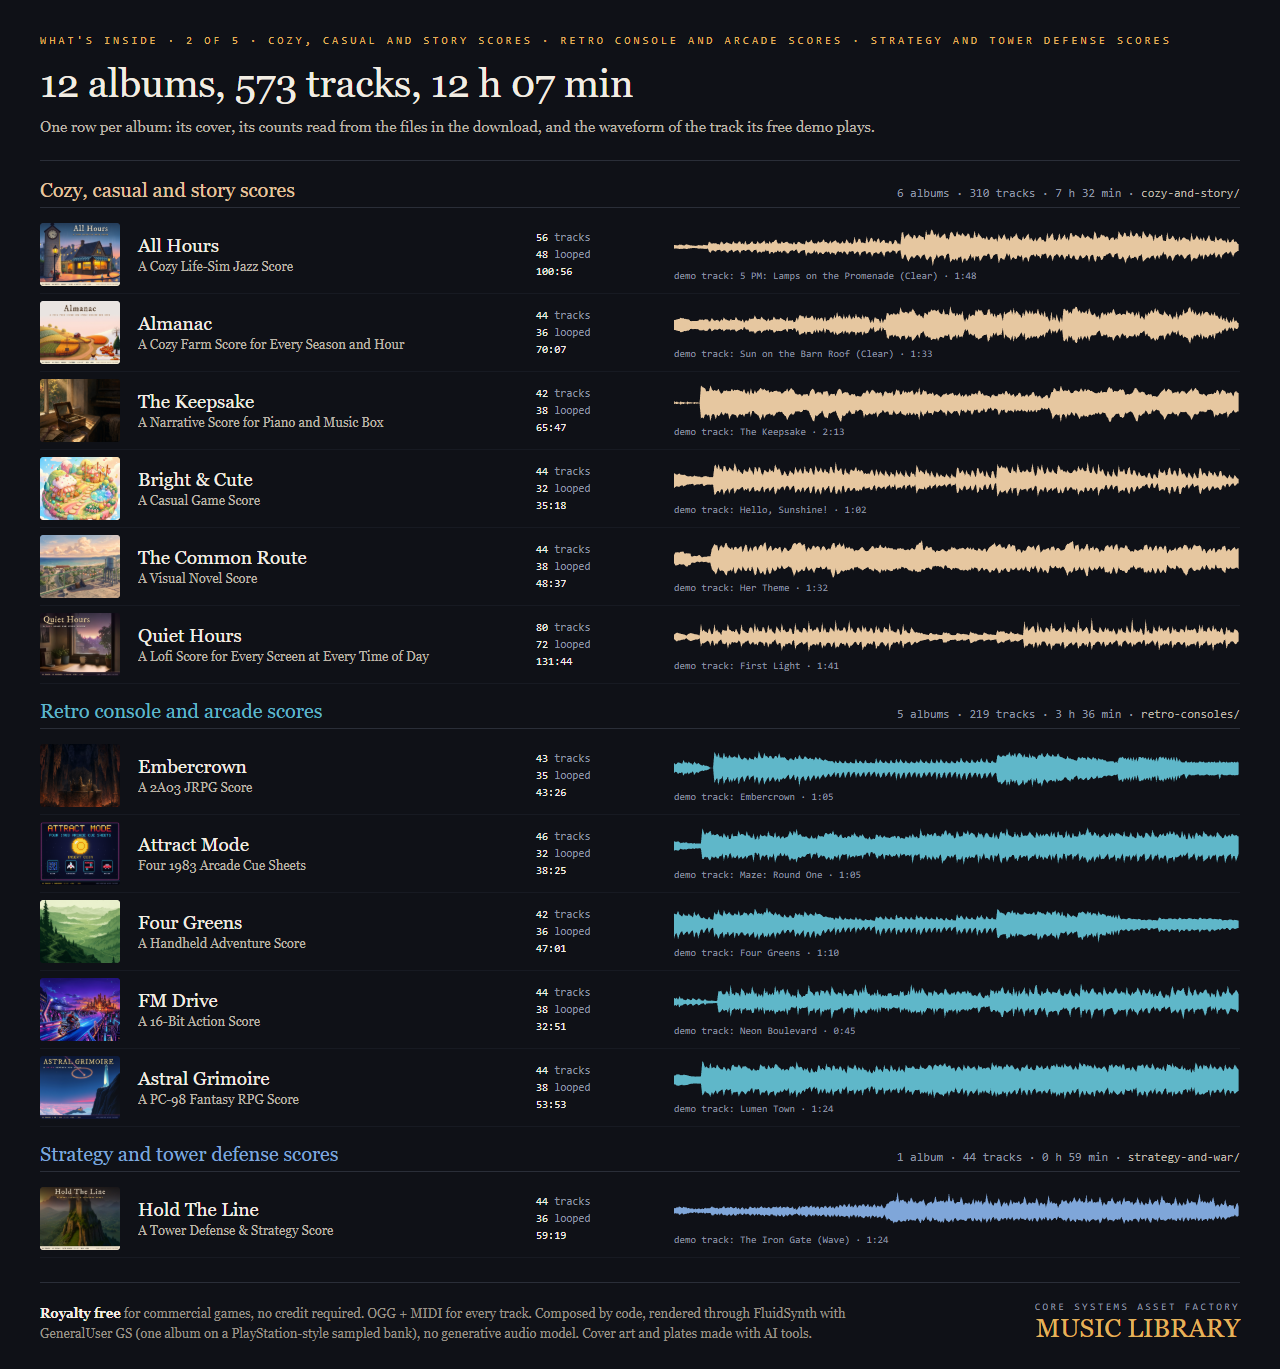 WHAT'S INSIDE · 2 OF 5 · COZY, CASUAL AND STORY SCORES · RETRO CONSOLE AND ARCADE SCORES · STRATEGY AND TOWER DEFENSE SCORES
12 albums, 573 tracks, 12 h 07 min
One row per album: its cover, its counts read from the files in the download, and the waveform of the track its free demo plays.
Cozy, casual and story scores
6 albums · 310 tracks · 7 h 32 min · cozy-and-story/
All Hours
All Hours
A Cozy Life-Sim Jazz Score
56 tracks
48 looped
100:56
demo track: 5 PM: Lamps on the Promenade (Clear) · 1:48
Almanac
Almanac
A Cozy Farm Score for Every Season and Hour
44 tracks
36 looped
70:07
demo track: Sun on the Barn Roof (Clear) · 1:33
The Keepsake
A Narrative Score for Piano and Music Box
42 tracks
38 looped
65:47
demo track: The Keepsake · 2:13
Bright & Cute
A Casual Game Score
44 tracks
32 looped
35:18
demo track: Hello, Sunshine! · 1:02
The Common Route
A Visual Novel Score
44 tracks
38 looped
48:37
demo track: Her Theme · 1:32
Quiet Hours
Quiet Hours
A Lofi Score for Every Screen at Every Time of Day
80 tracks
72 looped
131:44
demo track: First Light · 1:41
Retro console and arcade scores
5 albums · 219 tracks · 3 h 36 min · retro-consoles/
Embercrown
A 2A03 JRPG Score
43 tracks
35 looped
43:26
demo track: Embercrown · 1:05
ATTRACT MODE
FOUR 1983 ARCADE CUE SHEETS
Attract Mode
Four 1983 Arcade Cue Sheets
46 tracks
32 looped
38:25
demo track: Maze: Round One · 1:05
Four Greens
A Handheld Adventure Score
42 tracks
36 looped
47:01
demo track: Four Greens · 1:10
FM Drive
A 16-Bit Action Score
44 tracks
38 looped
32:51
demo track: Neon Boulevard · 0:45
ASTRAL GRIMOIRE
Astral Grimoire
A PC-98 Fantasy RPG Score
44 tracks
38 looped
53:53
demo track: Lumen Town · 1:24
Strategy and tower defense scores
1 album · 44 tracks · 0 h 59 min · strategy-and-war/
Hold The Line
Hold The Line
A Tower Defense & Strategy Score
44 tracks
36 looped
59:19
demo track: The Iron Gate (Wave) · 1:24
Royalty free for commercial games, no credit required. OGG + MIDI for every track. Composed by code, rendered through FluidSynth with
GeneralUser GS (one album on a PlayStation-style sampled bank), no generative audio model. Cover art and plates made with AI tools.
CORE SYSTEMS ASSET FACTORY
MUSIC LIBRARY